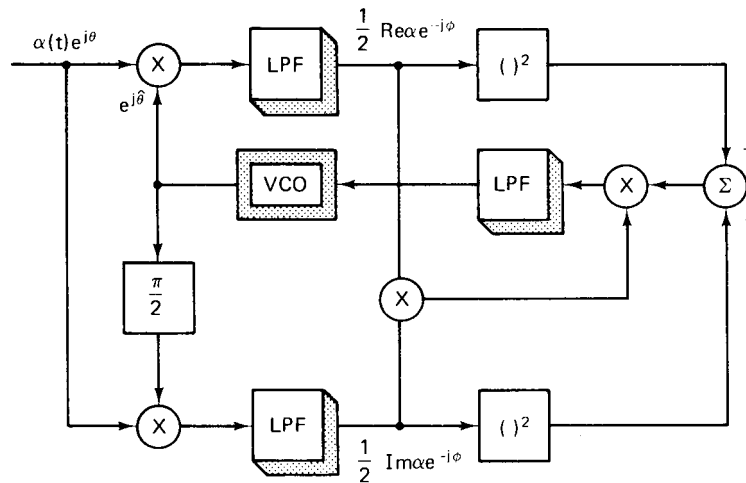 α(t)e^{jθ}
X
LPF
½ Reαe^{-jϕ}
( )²
e^{jθ̂}
VCO
LPF
X
Σ
π/2
X
X
LPF
½ Imαe^{-jϕ}
( )²